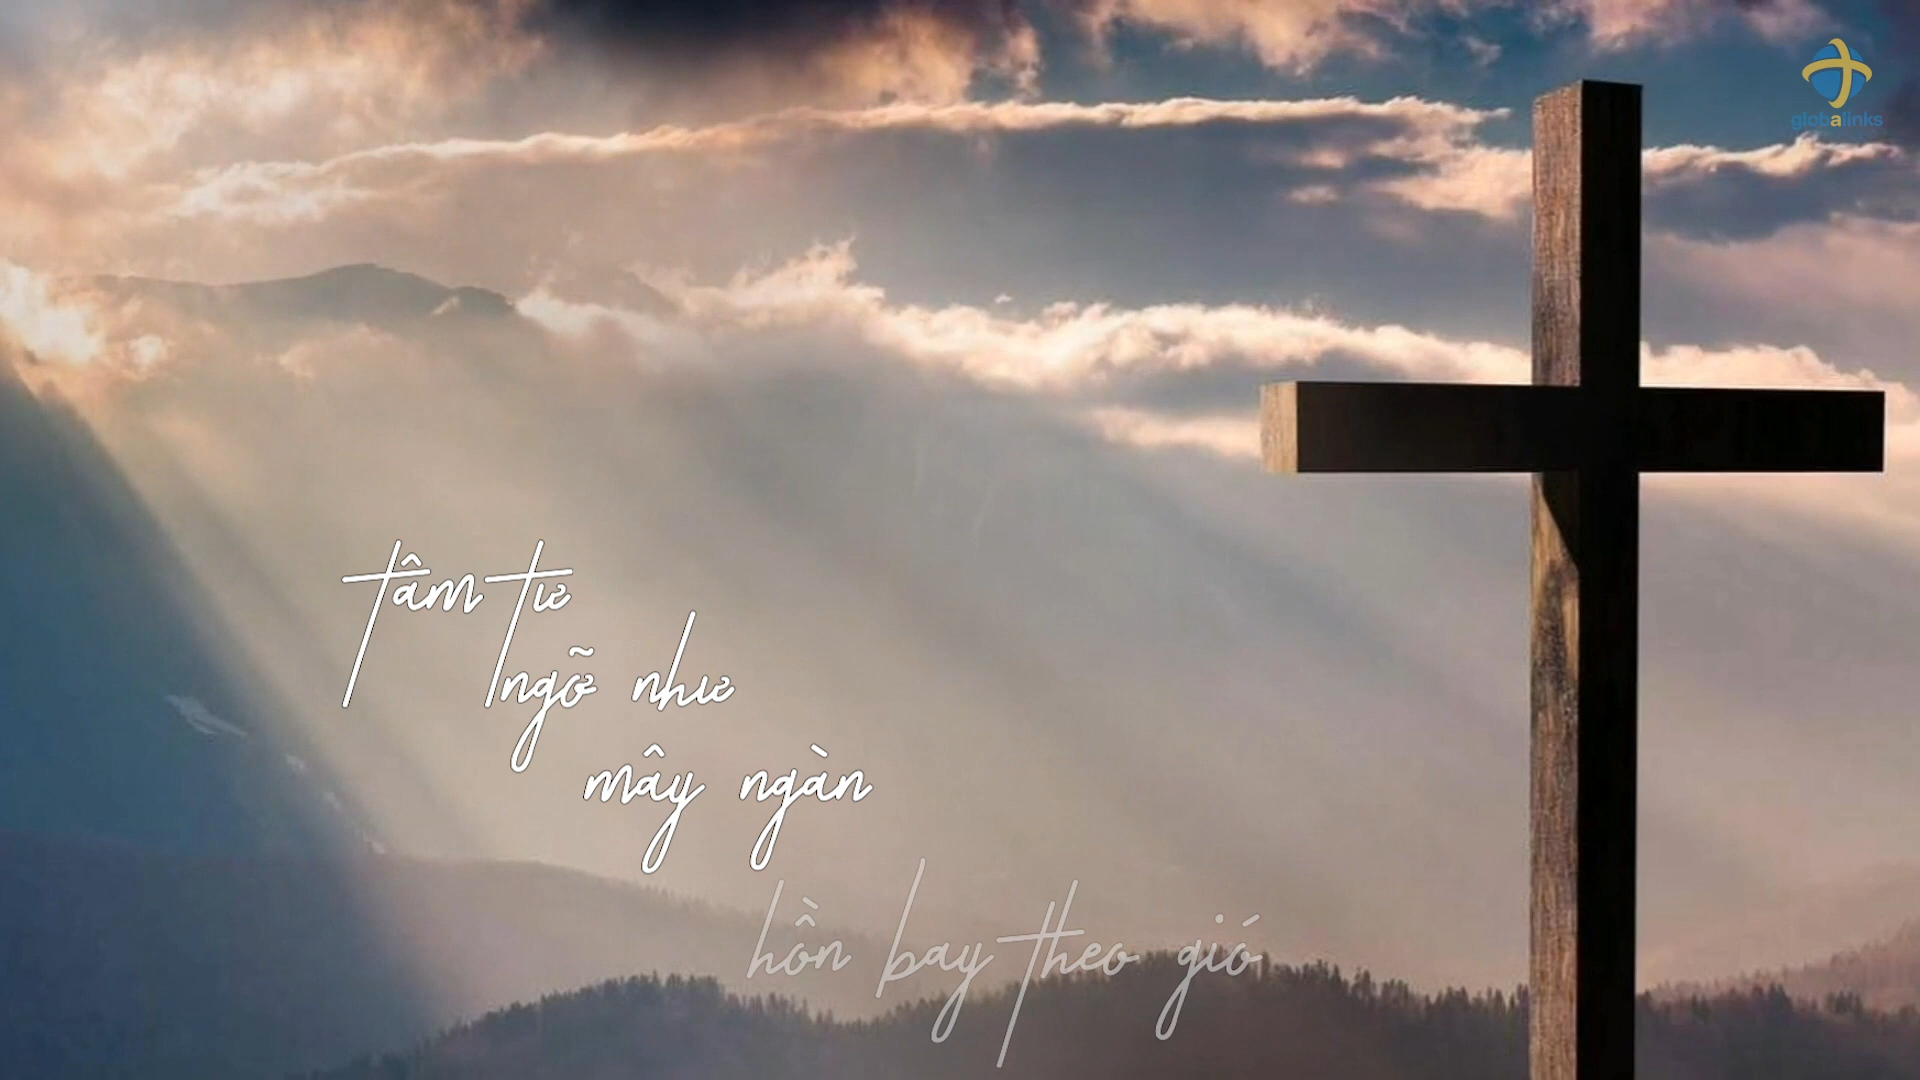 globalinks
tâm tư
ngỡ như
mây ngàn
hồn bay theo gió